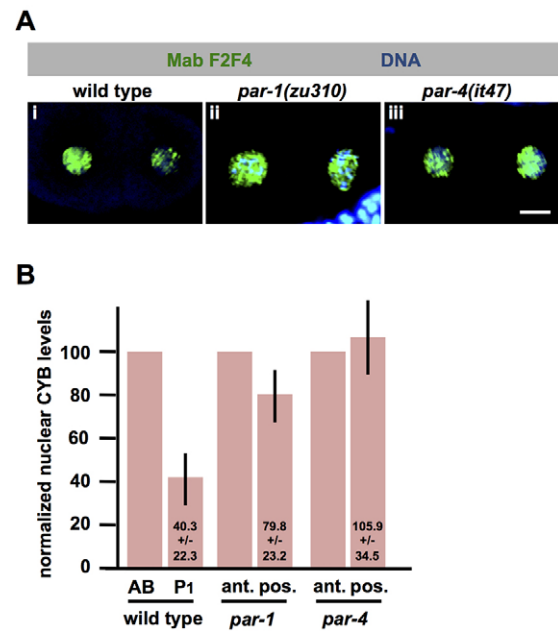 A
Mab F2F4 DNA
wild type par-1(zu310) par-4(it47)
i ii iii
B
normalized nuclear CYB levels
100
80
60
40
20
0
40.3 79.8 105.9
+/- +/- +/-
22.3 23.2 34.5
AB P1 ant. pos. ant. pos.
wild type par-1 par-4